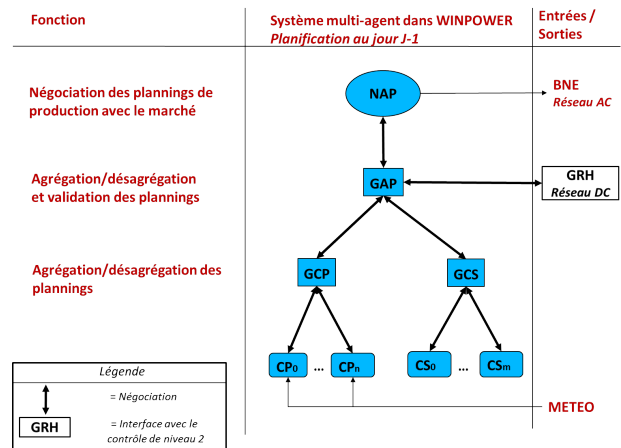 Fonction
Système multi-agent dans WINPOWER
Planification au jour J-1
Entrées /
Sorties
Négociation des plannings de
production avec le marché
NAP
BNE
Réseau AC
Agrégation/désagrégation
et validation des plannings
GAP
GRH
Réseau DC
Agrégation/désagrégation des
plannings
GCP
GCS
CP0 ... CPn
CS0 ... CSm
METEO
Légende
= Négociation
GRH
= Interface avec le
contrôle de niveau 2